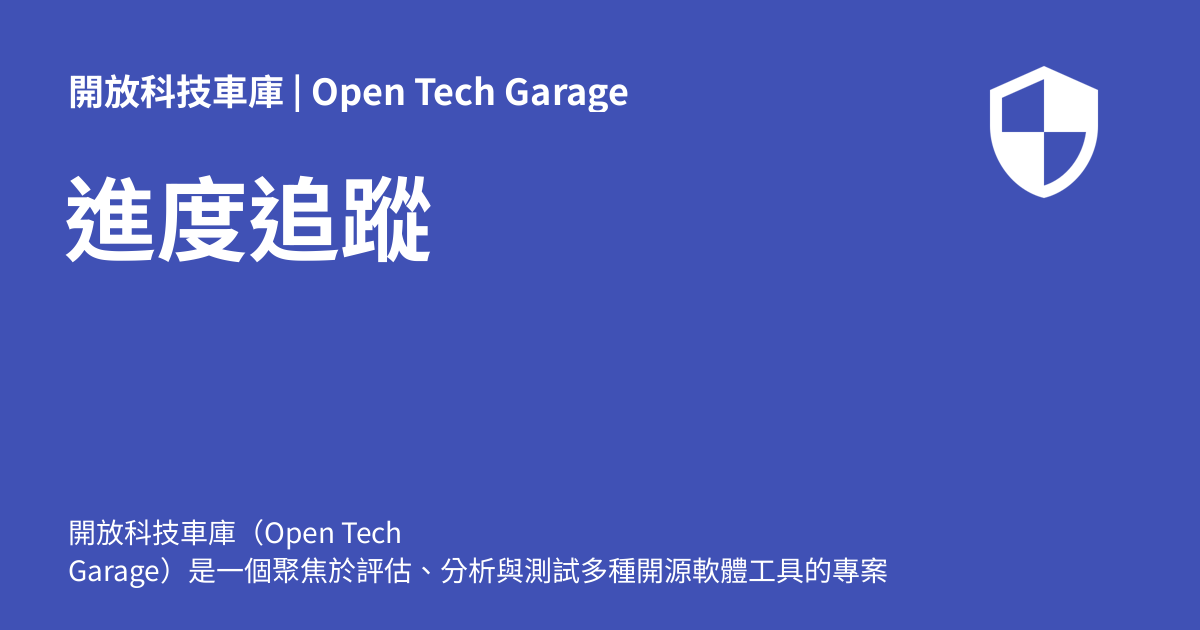 開放科技車庫 | Open Tech Garage
進度追蹤
開放科技車庫（Open Tech
Garage）是一個聚焦於評估、分析與測試多種開源軟體工具的專案